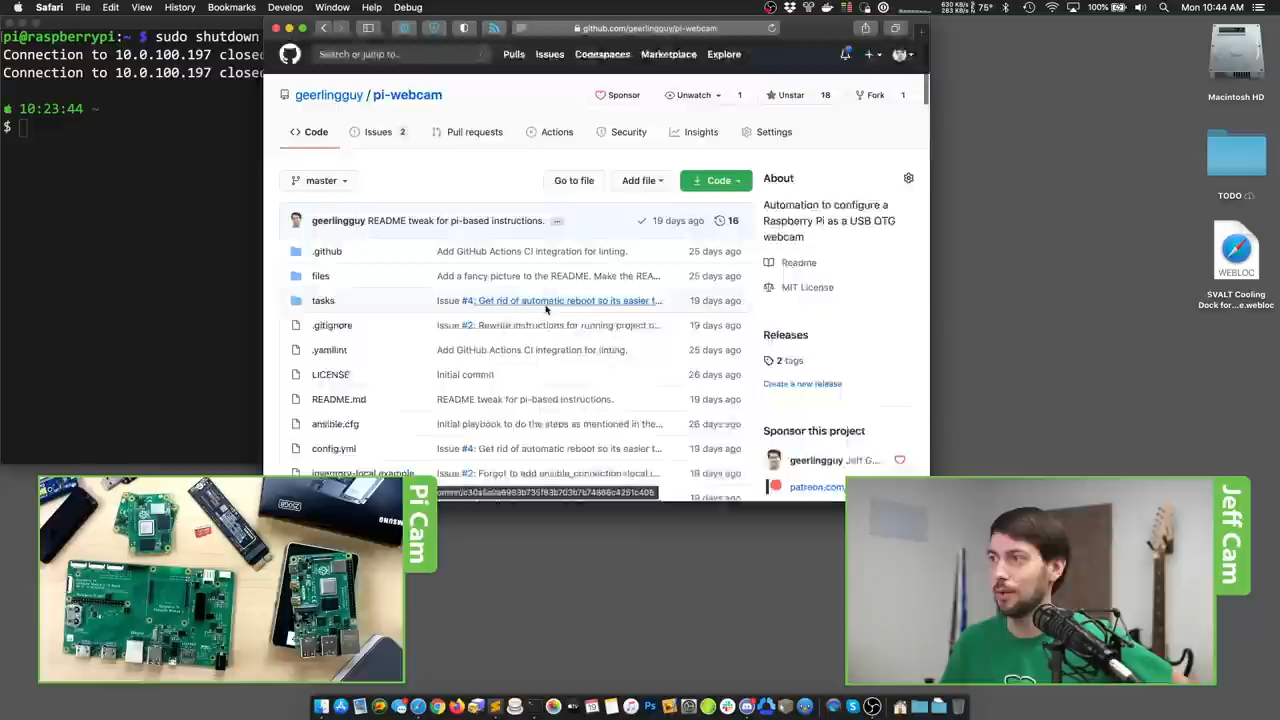 Safari File Edit View History Bookmarks Develop Window Help Debug
75° 100% Mon 10:44 AM
pi@raspberrypi:~ $ sudo shutdown
Connection to 10.0.100.197 closed
Connection to 10.0.100.197 closed
10:23:44 ~
$
github.com/geerlingguy/pi-webcam
Search or jump to... / Pulls Issues Codespaces Marketplace Explore
geerlingguy / pi-webcam
Sponsor Unwatch 1 Unstar 18 Fork 1
Code Issues 2 Pull requests Actions Security Insights Settings
master Go to file Add file Code
geerlingguy README tweak for pi-based instructions. ... 19 days ago 16
.github Add GitHub Actions CI integration for linting. 25 days ago
files Add a fancy picture to the README. Make the REA... 25 days ago
tasks Issue #4: Get rid of automatic reboot so its easier t... 19 days ago
.gitignore Issue #2: Rewrite instructions for running project o... 19 days ago
.yamllint Add GitHub Actions CI integration for linting. 25 days ago
LICENSE Initial commit 26 days ago
README.md README tweak for pi-based instructions. 19 days ago
ansible.cfg Initial playbook to do the steps as mentioned in the... 26 days ago
config.yml Issue #4: Get rid of automatic reboot so its easier t... 19 days ago
inventory-local.example Issue #2: Forgot to add ansible_connection=local i... 19 days ago
19 days ago
About
Automation to configure a
Raspberry Pi as a USB OTG
webcam
Readme
MIT License
Releases
2 tags
Create a new release
Sponsor this project
geerlingguy Jeff G...
patreon.com/
Macintosh HD
TODO
WEBLOC
SVALT Cooling
Dock for...e.webloc
Pi Cam
SAMSUNG
250GB
Jeff Cam